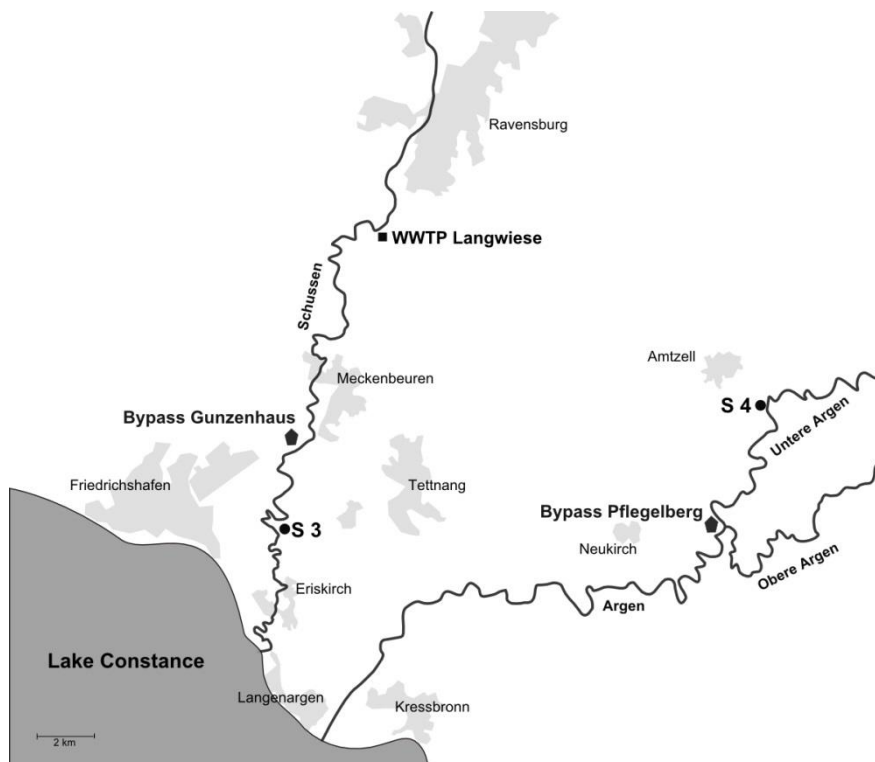 Ravensburg
WWTP Langwiese
Schussen
Meckenbeuren
Amtzell
S 4
Untere Argen
Bypass Gunzenhaus
Friedrichshafen
Tettnang
Bypass Pflegelberg
S 3
Neukirch
Obere Argen
Eriskirch
Argen
Lake Constance
Langenargen
Kressbronn
2 km